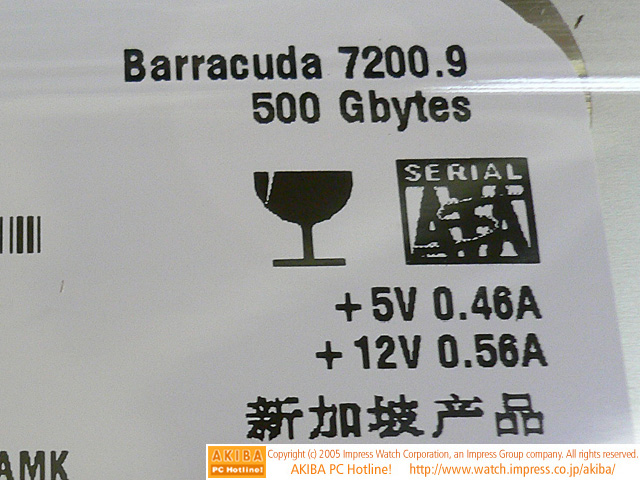 Barracuda 7200.9
500 Gbytes
SERIAL
ATA
+5V 0.46A
+12V 0.56A
新加坡产品
AMK
AKIBA
PC Hotline!
Copyright (c) 2005 Impress Watch Corporation, an Impress Group company. All rights reserved.
AKIBA PC Hotline! http://www.watch.impress.co.jp/akiba/